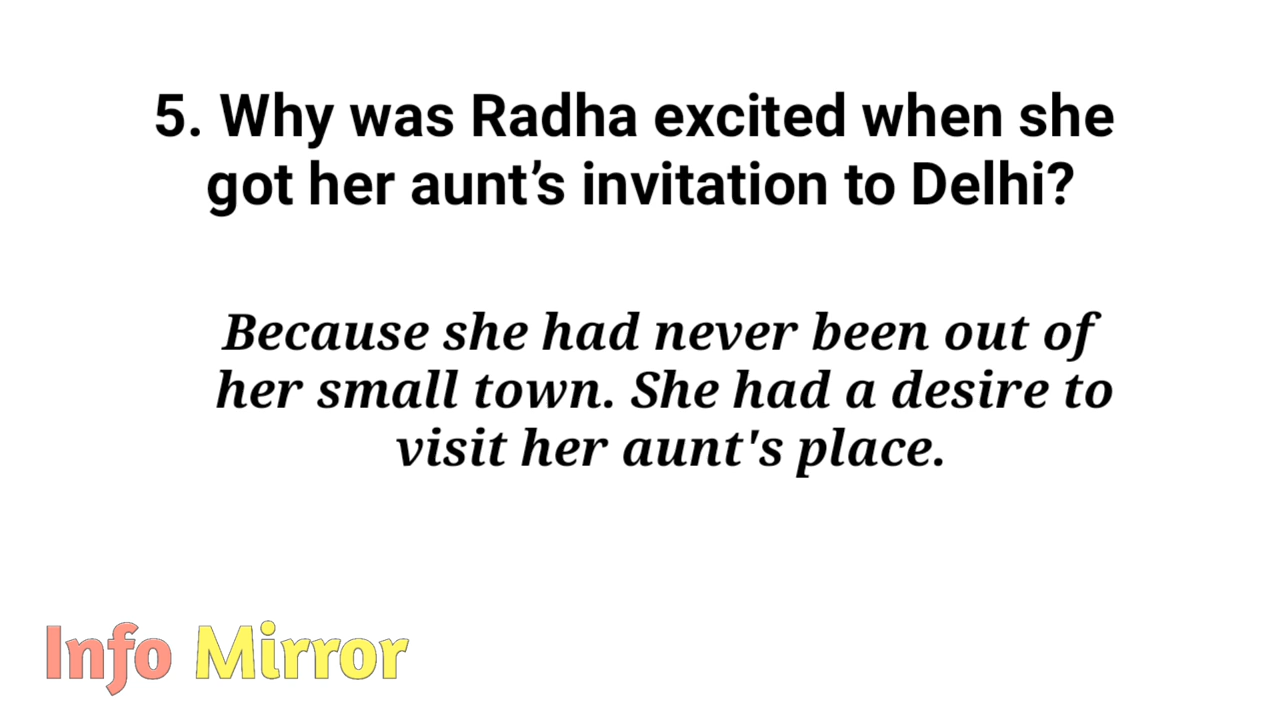 5. Why was Radha excited when she
got her aunt’s invitation to Delhi?
Because she had never been out of
her small town. She had a desire to
visit her aunt's place.
Info Mirror